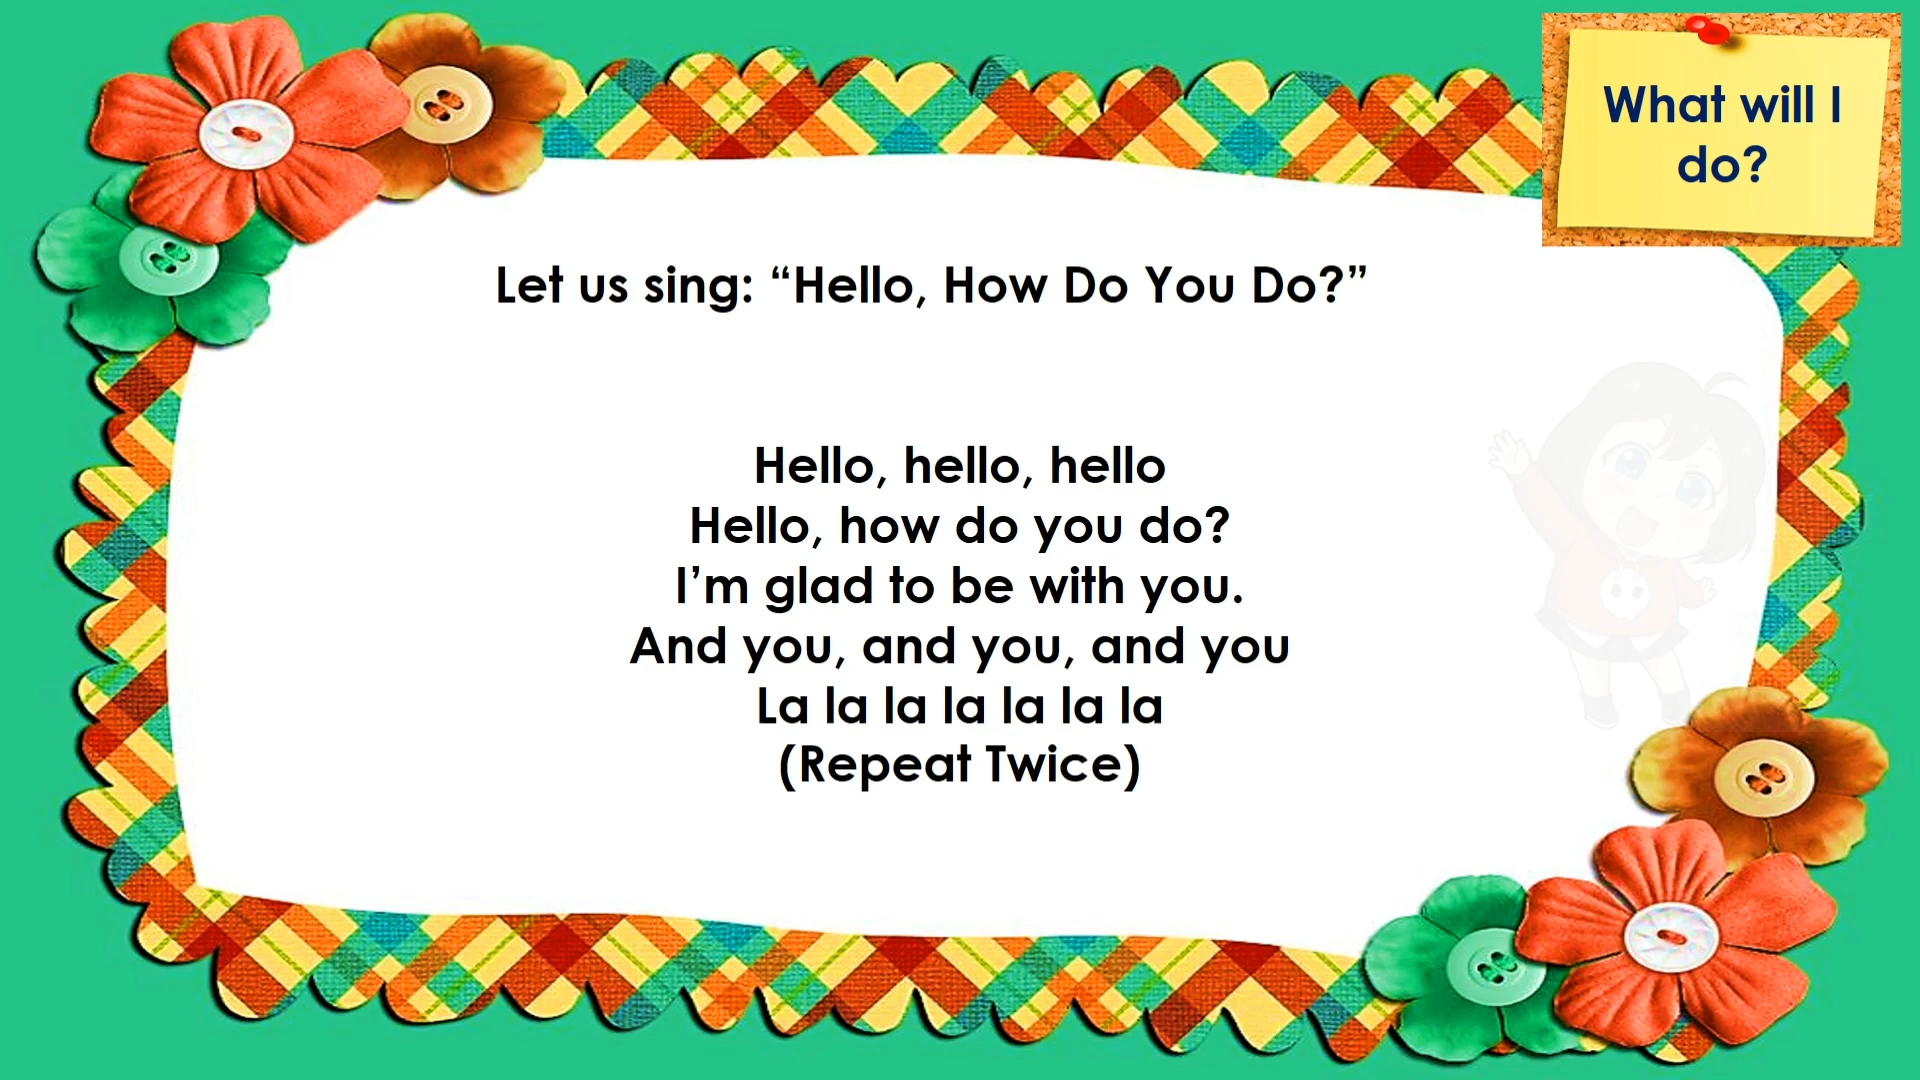 What will I
do?
Let us sing: “Hello, How Do You Do?”
Hello, hello, hello
Hello, how do you do?
I’m glad to be with you.
And you, and you, and you
La la la la la la la
(Repeat Twice)